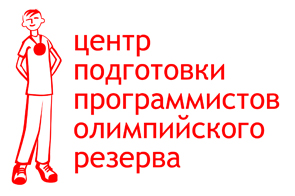 центр
подготовки
программистов
олимпийского
резерва